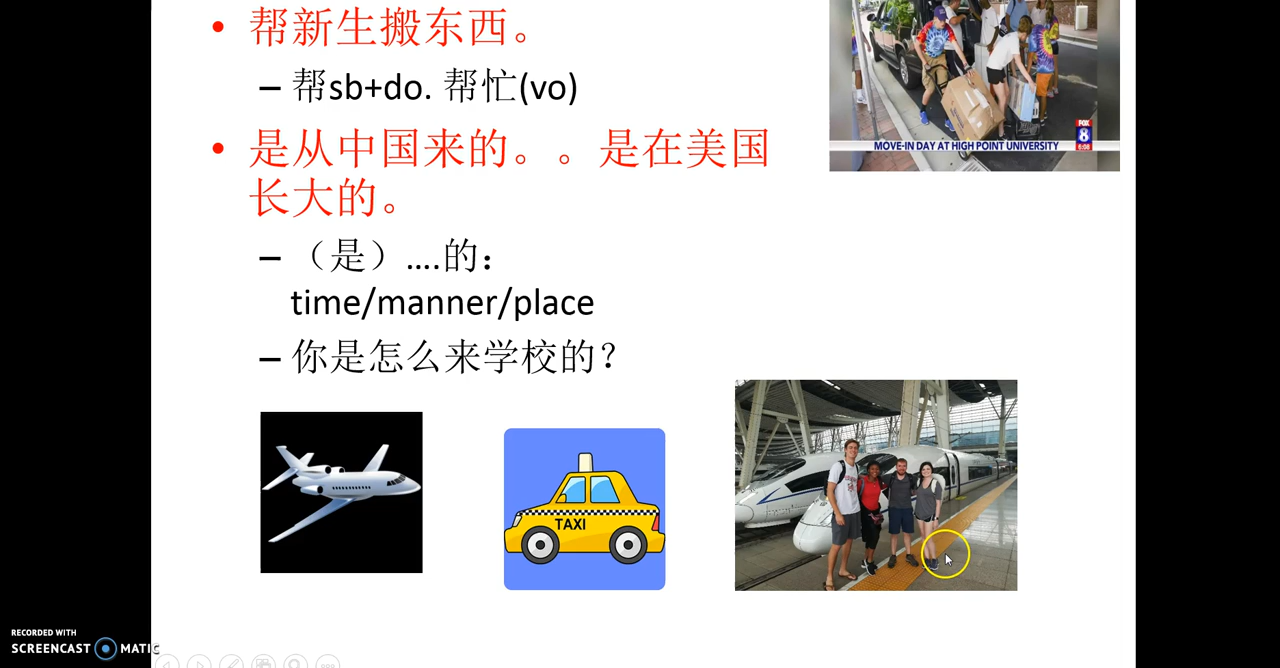 帮新生搬东西。
– 帮sb+do. 帮忙(vo)
是从中国来的。。是在美国
长大的。
– （是）....的：
time/manner/place
– 你是怎么来学校的？
MOVE-IN DAY AT HIGH POINT UNIVERSITY
FOX
8
6:08
TAXI
RECORDED WITH
SCREENCAST MATIC